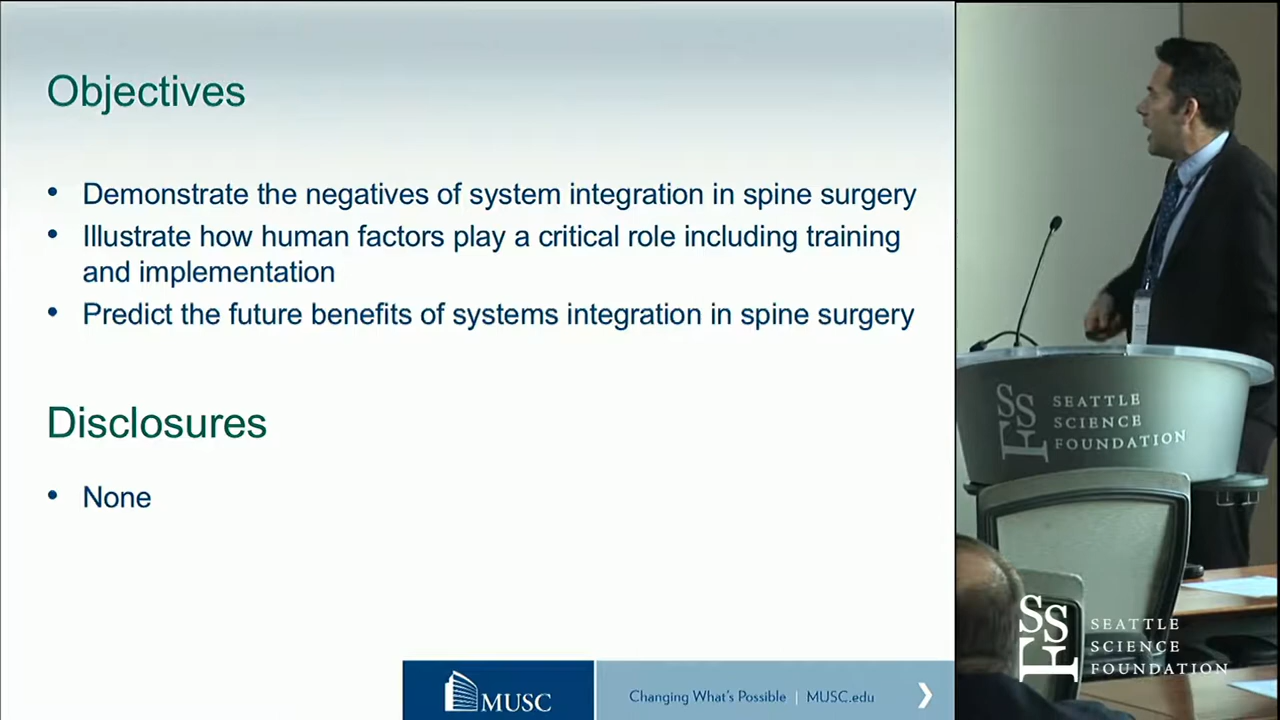 Objectives
• Demonstrate the negatives of system integration in spine surgery
• Illustrate how human factors play a critical role including training
and implementation
• Predict the future benefits of systems integration in spine surgery
Disclosures
• None
MUSC
Changing What's Possible | MUSC.edu
SSF
SEATTLE
SCIENCE
FOUNDATION
SSF
SEATTLE
SCIENCE
FOUNDATION